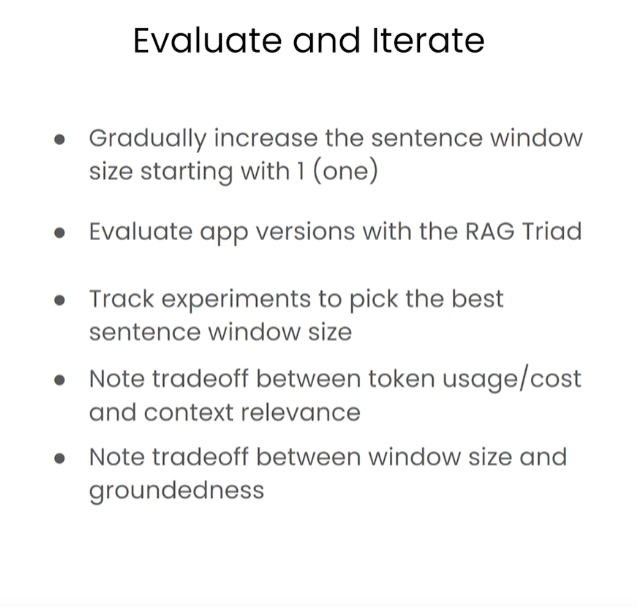 Evaluate and Iterate
● Gradually increase the sentence window
size starting with 1 (one)
● Evaluate app versions with the RAG Triad
● Track experiments to pick the best
sentence window size
● Note tradeoff between token usage/cost
and context relevance
● Note tradeoff between window size and
groundedness